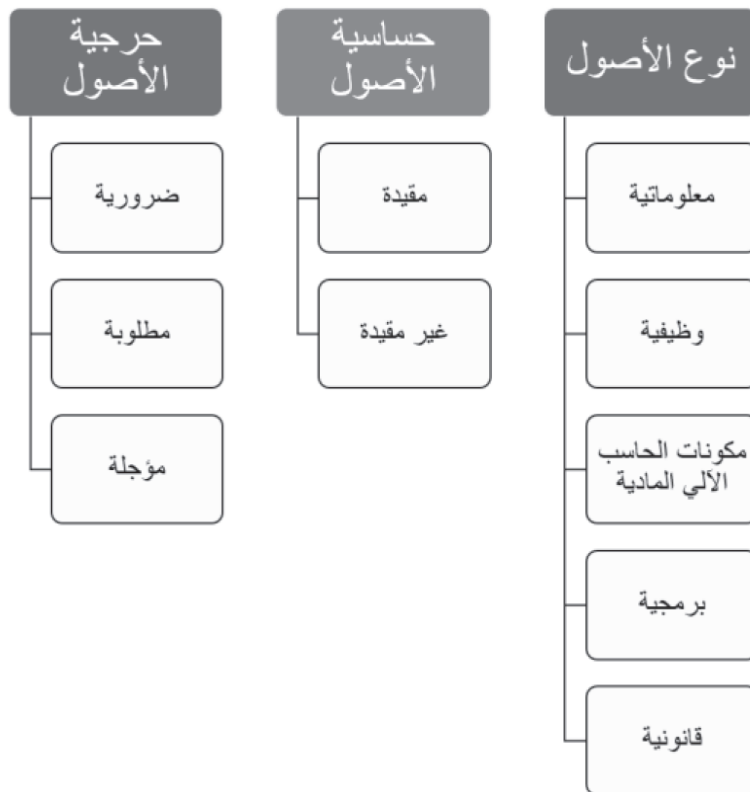 نوع الأصول
معلوماتية
وظيفية
مكونات الحاسب
الآلي المادية
برمجية
قانونية
حساسية
الأصول
مقيدة
غير مقيدة
حرجية
الأصول
ضرورية
مطلوبة
مؤجلة